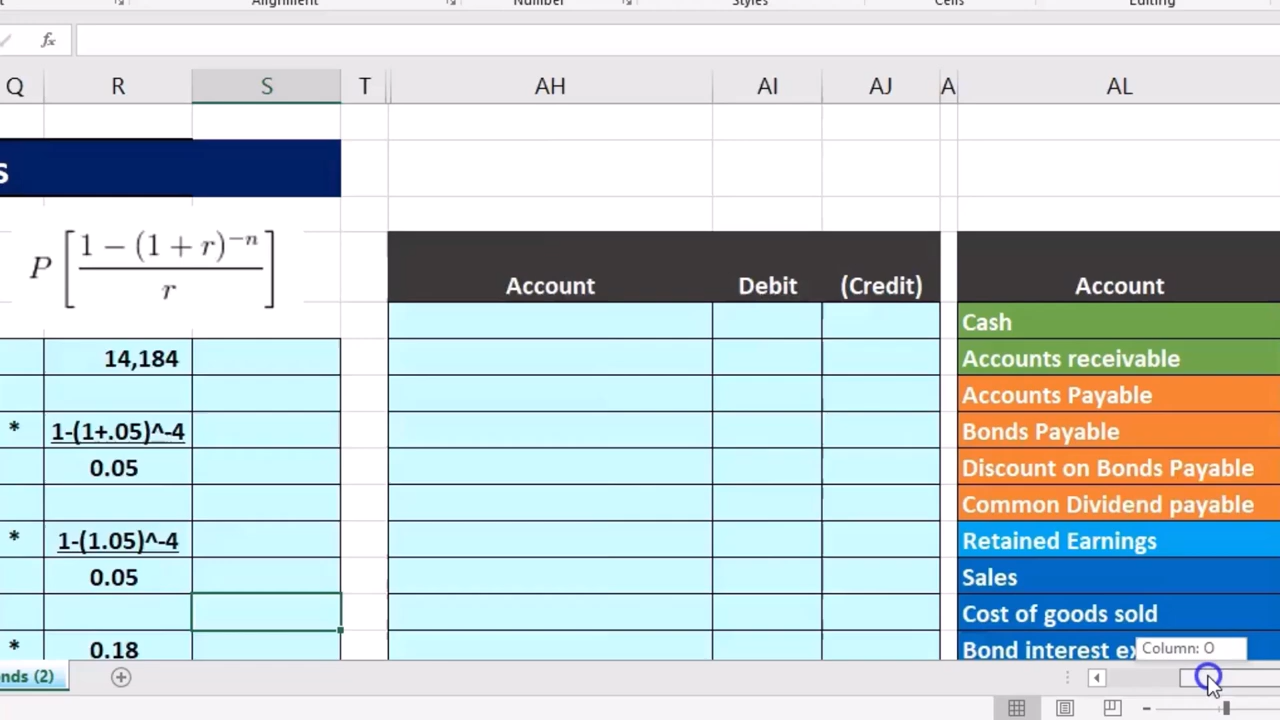 Alignment Number Styles Cells Editing
fx
Q R S T AH AI AJ A AL
S
P [ 1 − (1 + r)^−n / r ]
Account Debit (Credit) Account
Cash
14,184 Accounts receivable
Accounts Payable
* 1-(1+.05)^-4 Bonds Payable
0.05 Discount on Bonds Payable
Common Dividend payable
* 1-(1.05)^-4 Retained Earnings
0.05 Sales
Cost of goods sold
* 0.18 Bond interest
Column: O
nds (2)